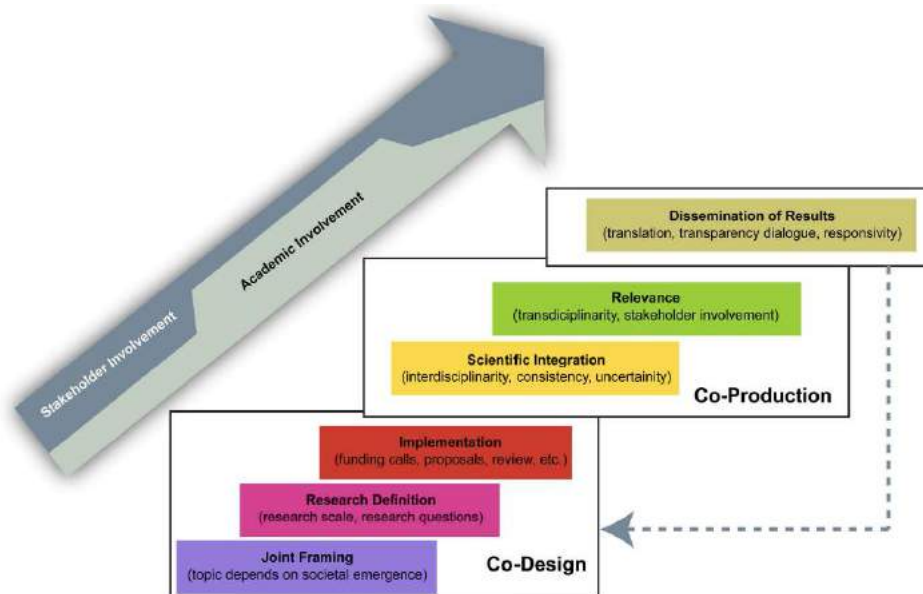 Stakeholder Involvement
Academic Involvement
Dissemination of Results
(translation, transparency dialogue, responsivity)
Relevance
(transdiciplinarity, stakeholder involvement)
Scientific Integration
(interdisciplinarity, consistency, uncertainity)
Co-Production
Implementation
(funding calls, proposals, review, etc.)
Research Definition
(research scale, research questions)
Joint Framing
(topic depends on societal emergence)
Co-Design